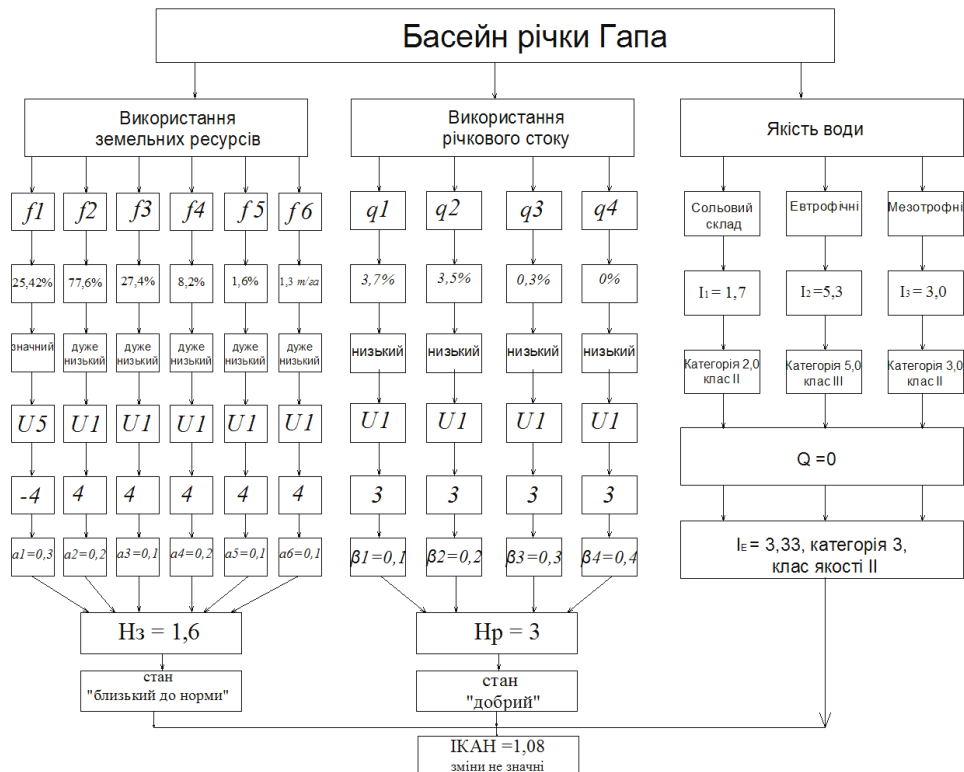 Басейн річки Гапа
Використання
земельних ресурсів
Використання
річкового стоку
Якість води
f1 f2 f3 f4 f5 f6
q1 q2 q3 q4
Сольовий
склад
Евтрофічні
Мезотрофні
25,42% 77,6% 27,4% 8,2% 1,6% 1,3 т/га
3,7% 3,5% 0,3% 0%
I1 = 1,7 I2 =5,3 I3 = 3,0
значний
дуже
низький
дуже
низький
дуже
низький
дуже
низький
дуже
низький
низький низький низький низький
Категорія 2,0
клас II
Категорія 5,0
клас III
Категорія 3,0
клас II
U5 U1 U1 U1 U1 U1
U1 U1 U1 U1
Q =0
-4 4 4 4 4 4
3 3 3 3
a1=0,3 a2=0,2 a3=0,1 a4=0,2 a5=0,1 a6=0,1
β1=0,1 β2=0,2 β3=0,3 β4=0,4
IE = 3,33, категорія 3,
клас якості II
Нз = 1,6
Нр = 3
стан
"близький до норми"
стан
"добрий"
ІКАН =1,08
зміни не значні